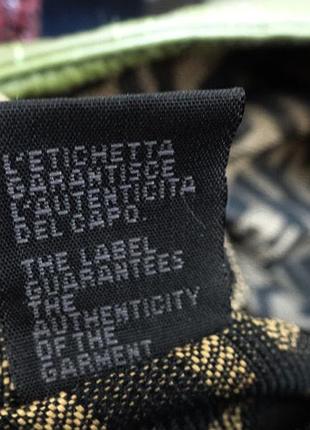 L'ETICHETTA
GARANTISCE
L'AUTENTICITA
DEL CAPO.
THE LABEL
GUARANTEES
THE
AUTHENTICITY
OF THE
GARMENT